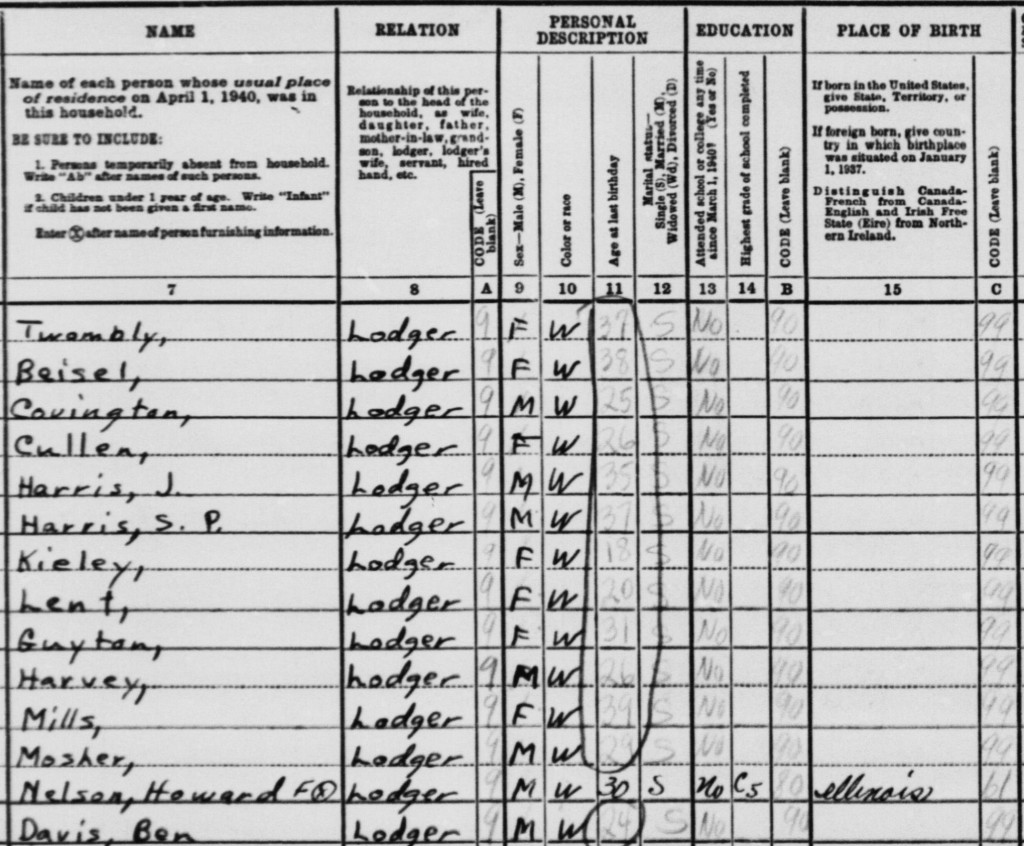 NAME RELATION PERSONAL DESCRIPTION EDUCATION PLACE OF BIRTH
Name of each person whose usual place of residence on April 1, 1940, was in this household.
BE SURE TO INCLUDE:
1. Persons temporarily absent from household. Write "Ab" after names of such persons.
2. Children under 1 year of age. Write "Infant" if child has not been given a first name.
Enter ⓧ after name of person furnishing information.
Relationship of this person to the head of the household, as wife, daughter, father, mother-in-law, grandson, lodger, lodger's wife, servant, hired hand, etc.
CODE (Leave blank)
Sex—Male (M), Female (F)
Color or race
Age at last birthday
Marital status— Single (S), Married (M), Widowed (Wd), Divorced (D)
Attended school or college any time since March 1, 1940? (Yes or No)
Highest grade of school completed
CODE (Leave blank)
If born in the United States, give State, Territory, or possession.
If foreign born, give country in which birthplace was situated on January 1, 1937.
Distinguish Canada-French from Canada-English and Irish Free State (Eire) from Northern Ireland.
CODE (Leave blank)
7 8 A 9 10 11 12 13 14 B 15 C
Twombly, Lodger 9 F W 37 S No 90 99
Beisel, Lodger 9 F W 38 S No 90 99
Covington, Lodger 9 M W 25 S No 90 99
Cullen, Lodger 9 F W 26 S No 90 99
Harris, J. Lodger 9 M W 35 S No 90 99
Harris, S. P. Lodger 9 M W 37 S No 90 99
Kieley, Lodger 9 F W 18 S No 90 99
Lent, Lodger 9 F W 20 S No 90 99
Guyton, Lodger 9 F W 31 S No 90 99
Harvey, Lodger 9 M W 26 S No 90 99
Mills, Lodger 9 F W 39 S No 90 99
Mosher, Lodger 9 M W 29 S No 90 99
Nelson, Howard F ⓧ Lodger 9 M W 30 S No C5 80 Illinois 61
Davis, Ben Lodger 9 M W 24 S No 90 99